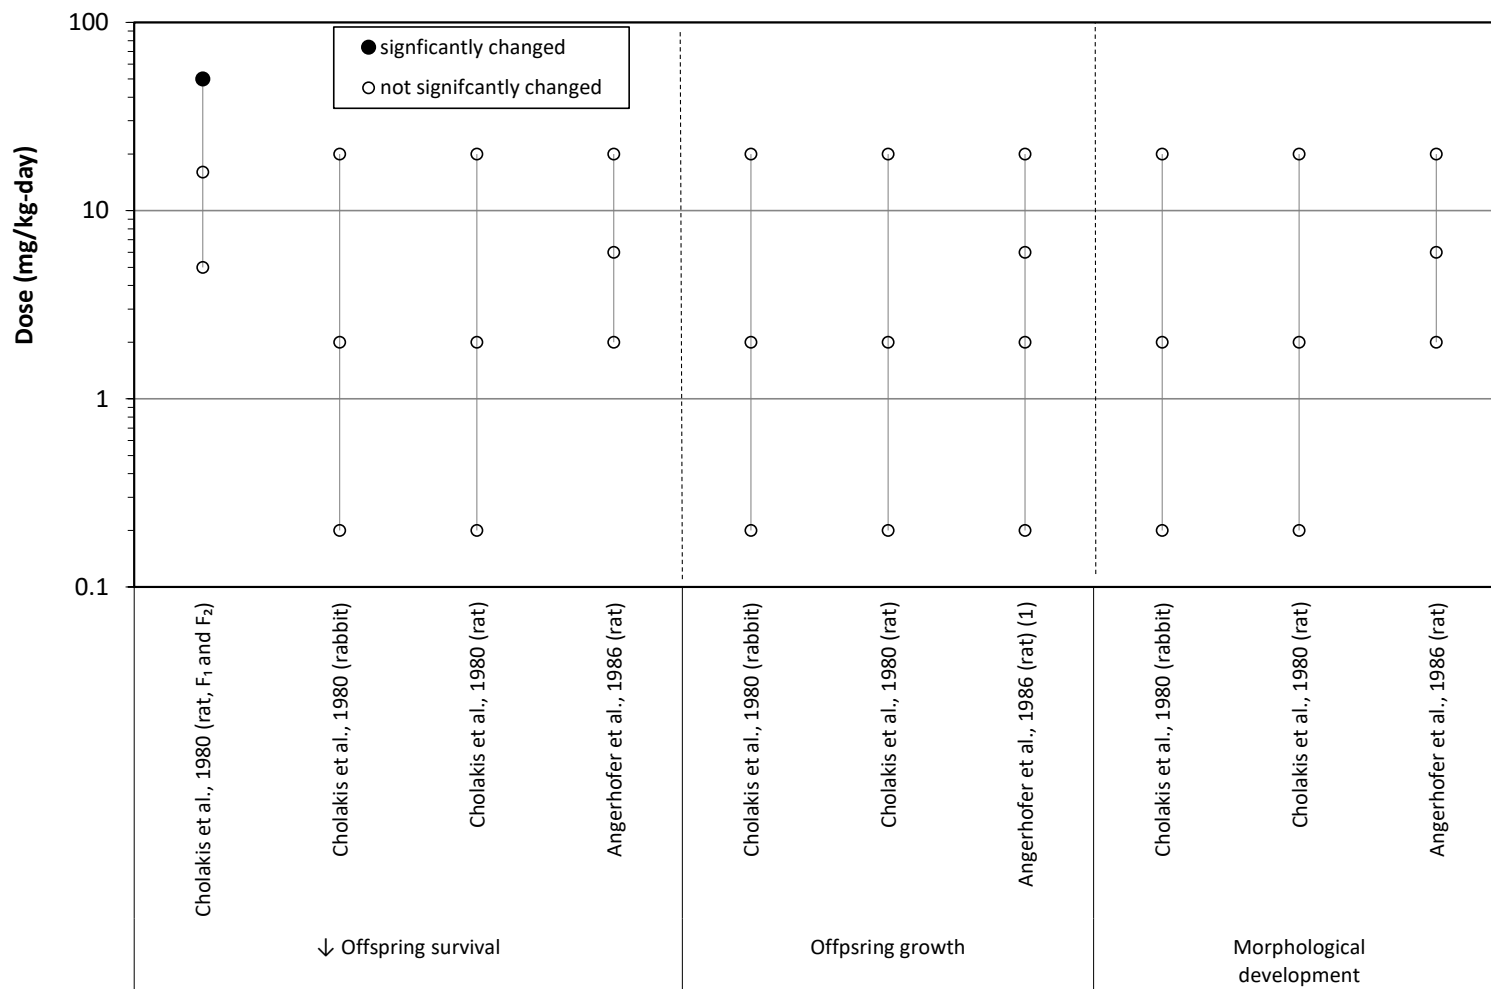 100
signficantly changed
not signifcantly changed
10
1
0.1
Dose (mg/kg-day)
Cholakis et al., 1980 (rat, F₁ and F₂)
Cholakis et al., 1980 (rabbit)
Cholakis et al., 1980 (rat)
Angerhofer et al., 1986 (rat)
Cholakis et al., 1980 (rabbit)
Cholakis et al., 1980 (rat)
Angerhofer et al., 1986 (rat) (1)
Cholakis et al., 1980 (rabbit)
Cholakis et al., 1980 (rat)
Angerhofer et al., 1986 (rat)
↓ Offspring survival
Offpsring growth
Morphological
development